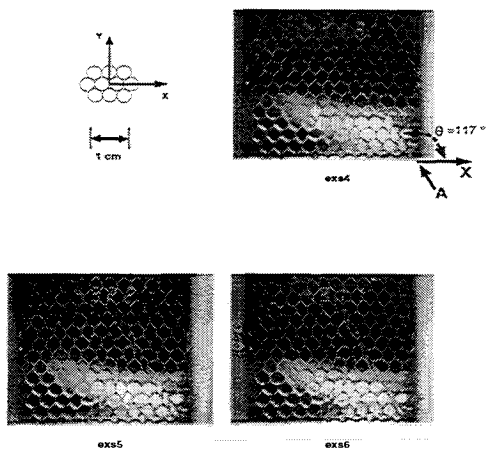 Y
X
1 cm
θ =117 °
X
A
exs4
exs5
exs6